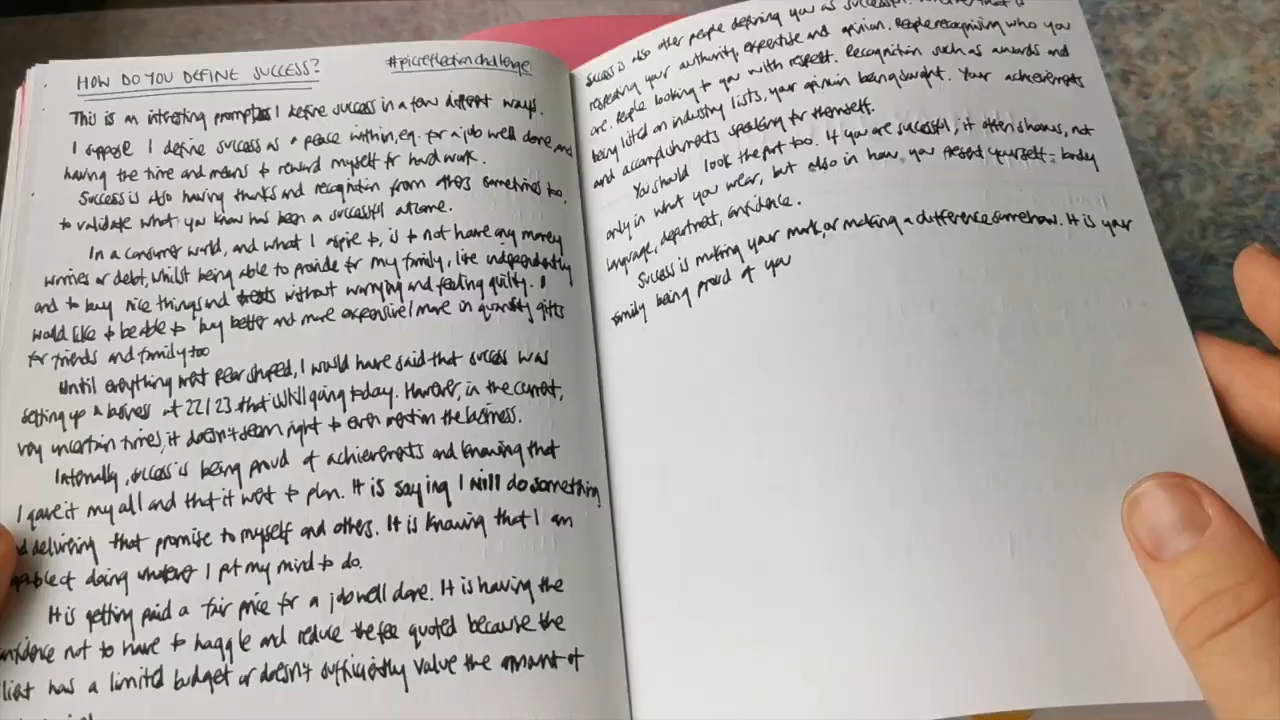 HOW DO YOU DEFINE SUCCESS? #picreflectionchallenge
This is an interesting prompt as I define success in a few different ways.
I suppose I define success as a peace within, eg. for a job well done, and
having the time and means to reward myself for hard work.
Success is also having thanks and recognition from others sometimes too,
to validate what you know has been a successful outcome.
In a consumer world, and what I aspire to, is to not have any money
worries or debt, whilst being able to provide for my family, live independently
and to buy nice things and treats without worrying and feeling guilty. I
would like to be able to buy better and more expensive / more in quantity gifts
for friends and family too
Until everything went pear shaped, I would have said that success was
setting up a business at 22/23 that is still going today. However, in the current,
very uncertain times, it doesn't seem right to even mention the business.
Internally, success is being proud of achievements and knowing that
I gave it my all and that it went to plan. It is saying I will do something
delivering that promise to myself and others. It is knowing that I am
capable of doing whatever I put my mind to do.
It is getting paid a fair price for a job well done. It is having the
confidence not to have to haggle and reduce the fee quoted because the
client has a limited budget or doesn't sufficiently value the amount of
success is also other people defining you as successful.
respecting your authority, expertise and opinion. People recognising who you
are. People looking to you with respect. Recognition such as awards and
being listed on industry lists, your opinion being sought. Your achievements
and accomplishments speaking for themself.
You should look the part too. If you are sucessful, it often shows, not
only in what you wear, but also in how you present yourself - body
language, deportment, confidence.
Success is making your mark, or making a difference somehow. It is your
family being proud of you